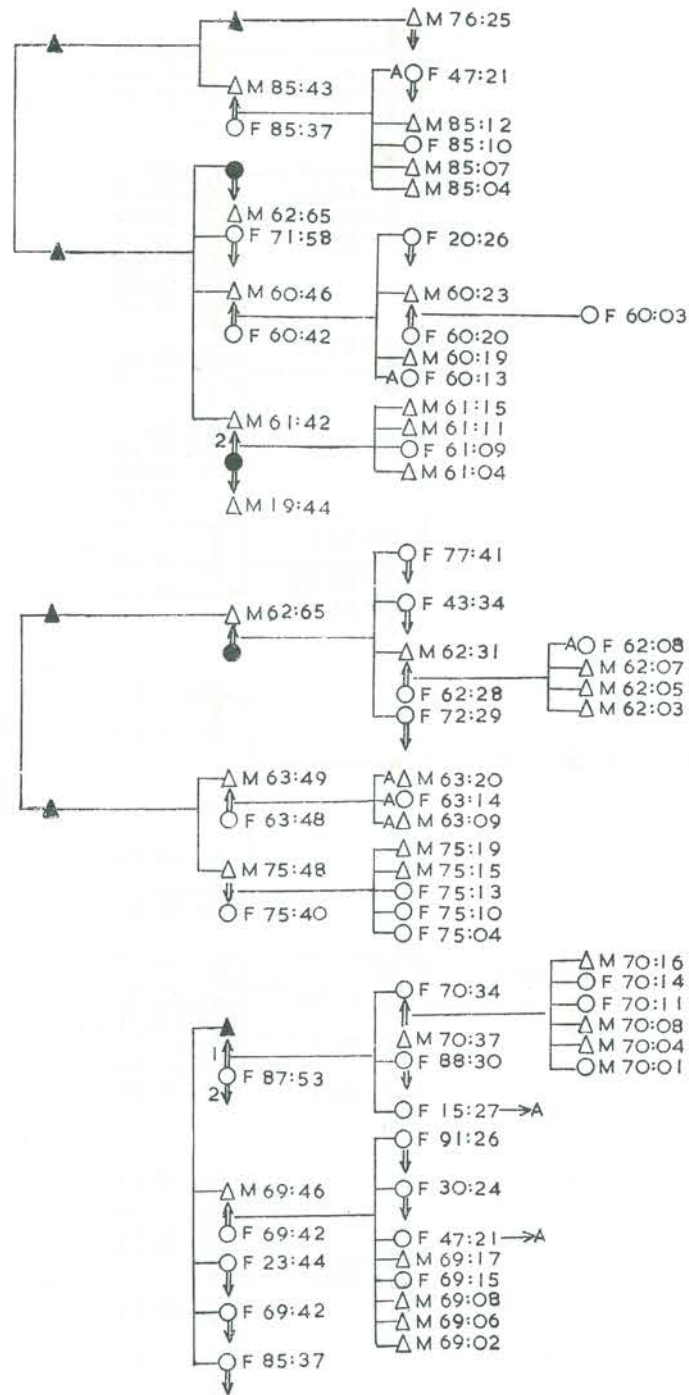 M 76:25
A F 47:21
M 85:43
M 85:12
F 85:37
F 85:10
M 85:07
M 85:04
M 62:65
F 71:58
F 20:26
M 60:46
M 60:23
F 60:03
F 60:42
F 60:20
M 60:19
A F 60:13
M 61:42
M 61:15
M 61:11
2
F 61:09
M 61:04
M 19:44
F 77:41
F 43:34
M 62:65
M 62:31
A F 62:08
M 62:07
F 62:28
M 62:05
F 72:29
M 62:03
M 63:49
A M 63:20
A F 63:14
F 63:48
A M 63:09
M 75:19
M 75:48
M 75:15
F 75:13
F 75:40
F 75:10
F 75:04
M 70:16
F 70:34
F 70:14
F 70:11
1
M 70:37
M 70:08
F 87:53
F 88:30
M 70:04
2
M 70:01
F 15:27 A
F 91:26
M 69:46
F 30:24
F 69:42
F 47:21 A
F 23:44
M 69:17
F 69:15
F 69:42
M 69:08
M 69:06
F 85:37
M 69:02